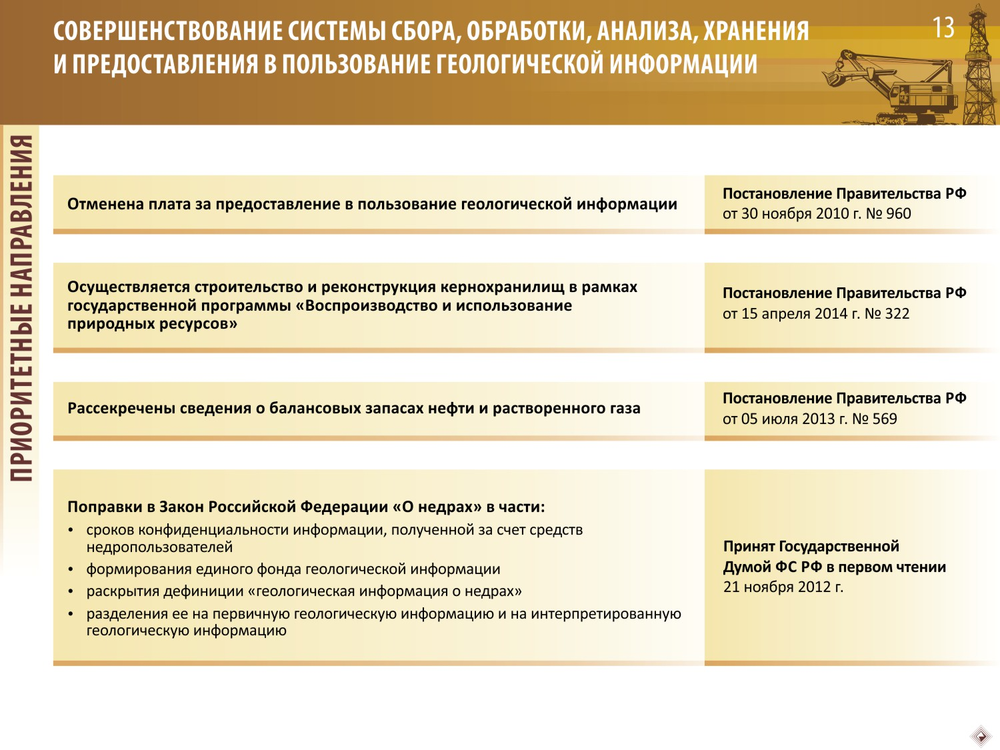 СОВЕРШЕНСТВОВАНИЕ СИСТЕМЫ СБОРА, ОБРАБОТКИ, АНАЛИЗА, ХРАНЕНИЯ
И ПРЕДОСТАВЛЕНИЯ В ПОЛЬЗОВАНИЕ ГЕОЛОГИЧЕСКОЙ ИНФОРМАЦИИ
13
ПРИОРИТЕТНЫЕ НАПРАВЛЕНИЯ
Отменена плата за предоставление в пользование геологической информации
Постановление Правительства РФ
от 30 ноября 2010 г. № 960
Осуществляется строительство и реконструкция кернохранилищ в рамках
государственной программы «Воспроизводство и использование
природных ресурсов»
Постановление Правительства РФ
от 15 апреля 2014 г. № 322
Рассекречены сведения о балансовых запасах нефти и растворенного газа
Постановление Правительства РФ
от 05 июля 2013 г. № 569
Поправки в Закон Российской Федерации «О недрах» в части:
• сроков конфиденциальности информации, полученной за счет средств
недропользователей
• формирования единого фонда геологической информации
• раскрытия дефиниции «геологическая информация о недрах»
• разделения ее на первичную геологическую информацию и на интерпретированную
геологическую информацию
Принят Государственной
Думой ФС РФ в первом чтении
21 ноября 2012 г.